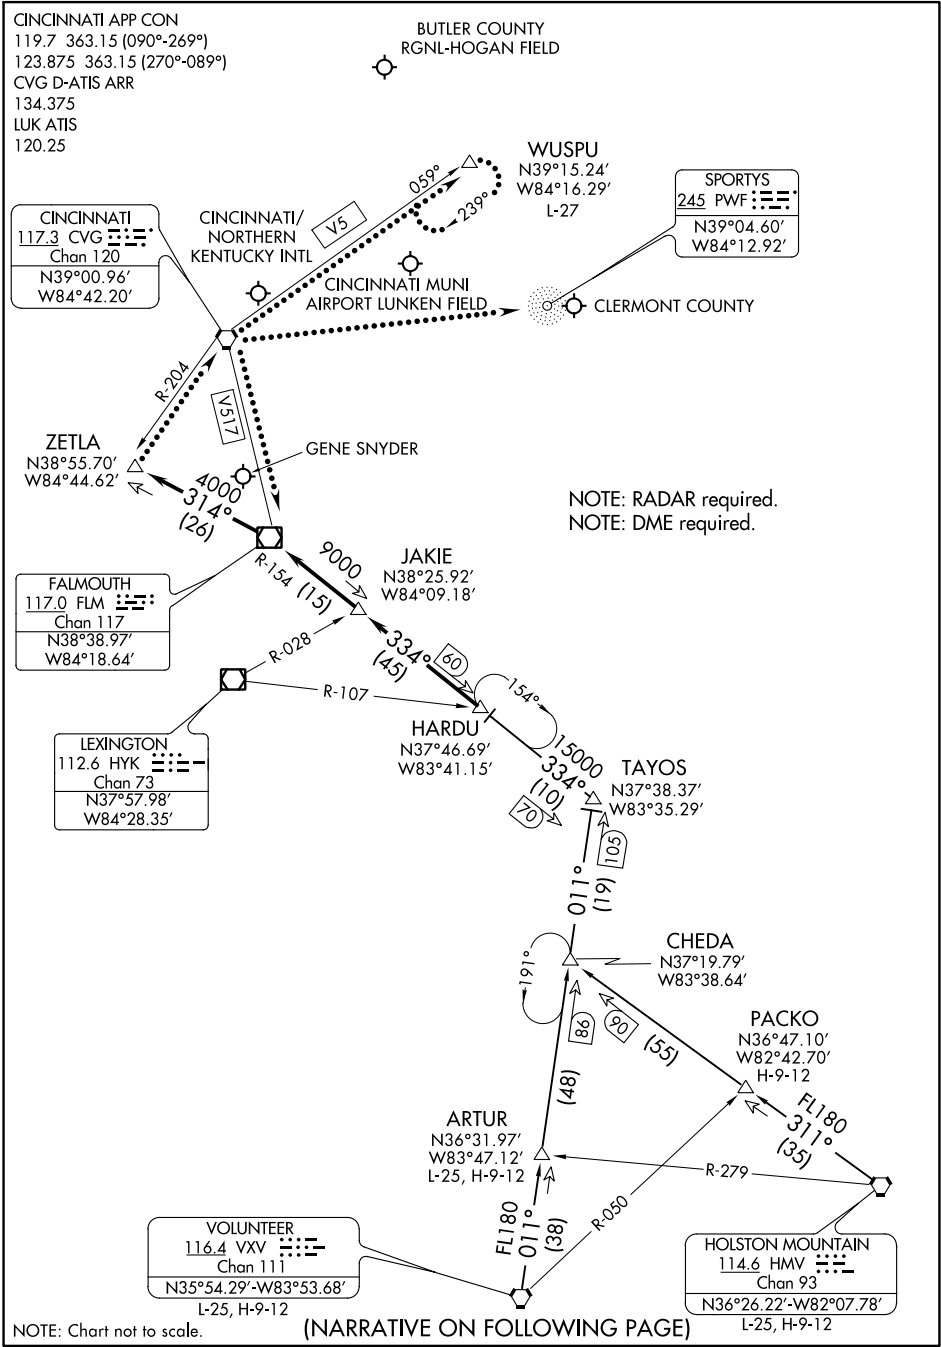 CINCINNATI APP CON
119.7 363.15 (090°-269°)
123.875 363.15 (270°-089°)
CVG D-ATIS ARR
134.375
LUK ATIS
120.25
BUTLER COUNTY
RGNL-HOGAN FIELD
WUSPU
N39°15.24′
W84°16.29′
L-27
059°
239°
V5
SPORTYS
245 PWF
N39°04.60′
W84°12.92′
CINCINNATI
117.3 CVG
Chan 120
N39°00.96′
W84°42.20′
CINCINNATI/
NORTHERN
KENTUCKY INTL
CINCINNATI MUNI
AIRPORT LUNKEN FIELD
CLERMONT COUNTY
R-204
V517
ZETLA
N38°55.70′
W84°44.62′
GENE SNYDER
4000
314°
(26)
NOTE: RADAR required.
NOTE: DME required.
FALMOUTH
117.0 FLM
Chan 117
N38°38.97′
W84°18.64′
R-154
9000
(15)
JAKIE
N38°25.92′
W84°09.18′
R-028
334°
(45)
60
R-107
154°
HARDU
N37°46.69′
W83°41.15′
LEXINGTON
112.6 HYK
Chan 73
N37°57.98′
W84°28.35′
15000
334°
(10)
70
TAYOS
N37°38.37′
W83°35.29′
105
011°
(19)
CHEDA
N37°19.79′
W83°38.64′
191°
86
90
(55)
(48)
PACKO
N36°47.10′
W82°42.70′
H-9-12
ARTUR
N36°31.97′
W83°47.12′
L-25, H-9-12
FL180
311°
(35)
R-279
R-050
FL180
011°
(38)
VOLUNTEER
116.4 VXV
Chan 111
N35°54.29′-W83°53.68′
L-25, H-9-12
HOLSTON MOUNTAIN
114.6 HMV
Chan 93
N36°26.22′-W82°07.78′
L-25, H-9-12
NOTE: Chart not to scale.
(NARRATIVE ON FOLLOWING PAGE)